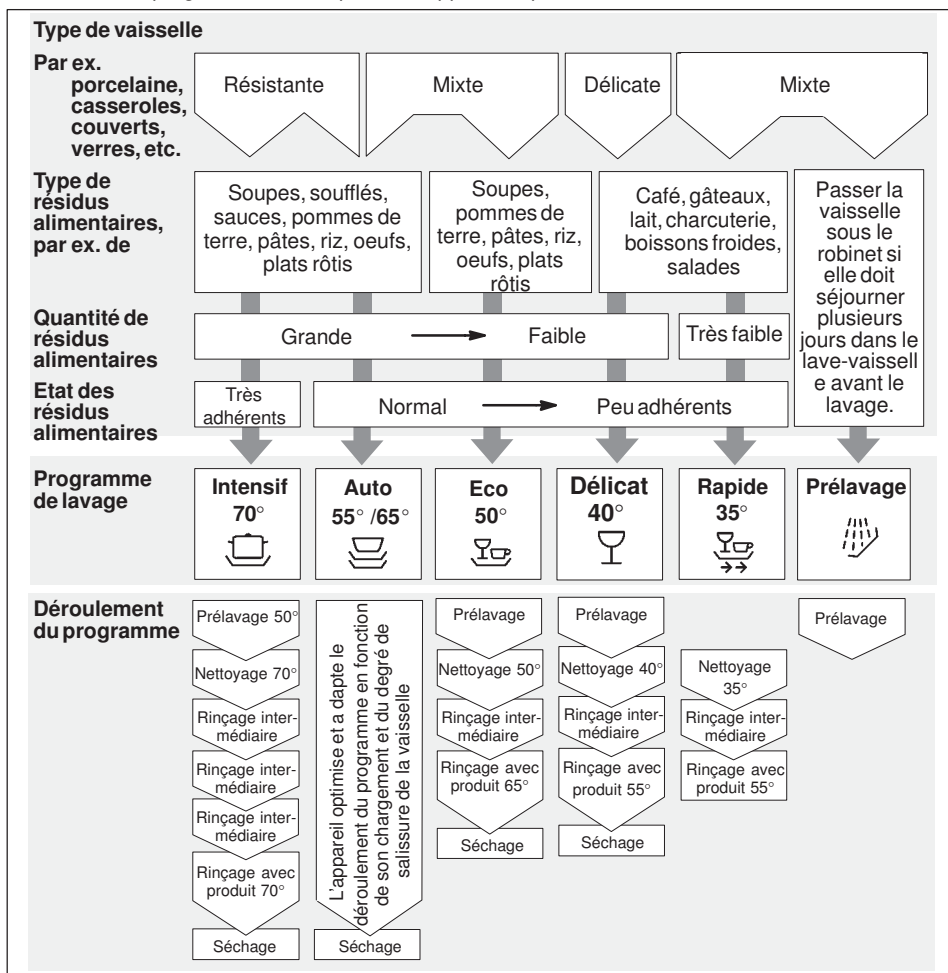 Type de vaisselle
Par ex.
porcelaine,
casseroles,
couverts,
verres, etc.
Résistante
Mixte
Délicate
Mixte
Type de
résidus
alimentaires,
par ex. de
Soupes, soufflés,
sauces, pommes de
terre, pâtes, riz, oeufs,
plats rôtis
Soupes,
pommes de
terre, pâtes, riz,
oeufs, plats
rôtis
Café, gâteaux,
lait, charcuterie,
boissons froides,
salades
Passer la
vaisselle
sous le
robinet si
elle doit
séjourner
plusieurs
jours dans le
lave-vaissell
e avant le
lavage.
Quantité de
résidus
alimentaires
Grande → Faible
Très faible
Etat des
résidus
alimentaires
Très
adhérents
Normal → Peu adhérents
Programme
de lavage
Intensif
70°
Auto
55° /65°
Eco
50°
Délicat
40°
Rapide
35°
Prélavage
Déroulement
du programme
Prélavage 50°
Nettoyage 70°
Rinçage inter-
médiaire
Rinçage inter-
médiaire
Rinçage inter-
médiaire
Rinçage avec
produit 70°
Séchage
L'appareil optimise et a dapte le
déroulement du programme en fonction
de son chargement et du degré de
salissure de la vaisselle
Séchage
Prélavage
Nettoyage 50°
Rinçage inter-
médiaire
Rinçage avec
produit 65°
Séchage
Prélavage
Nettoyage 40°
Rinçage inter-
médiaire
Rinçage avec
produit 55°
Séchage
Nettoyage
35°
Rinçage inter-
médiaire
Rinçage avec
produit 55°
Prélavage